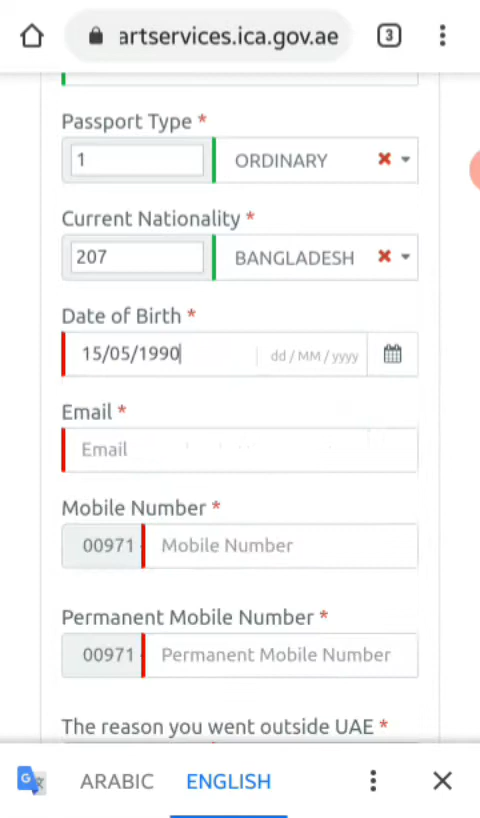 artservices.ica.gov.ae 3
Passport Type *
1 ORDINARY
Current Nationality *
207 BANGLADESH
Date of Birth *
15/05/1990 dd / MM / yyyy
Email *
Email
Mobile Number *
00971 Mobile Number
Permanent Mobile Number *
00971 Permanent Mobile Number
The reason you went outside UAE *
G ARABIC ENGLISH